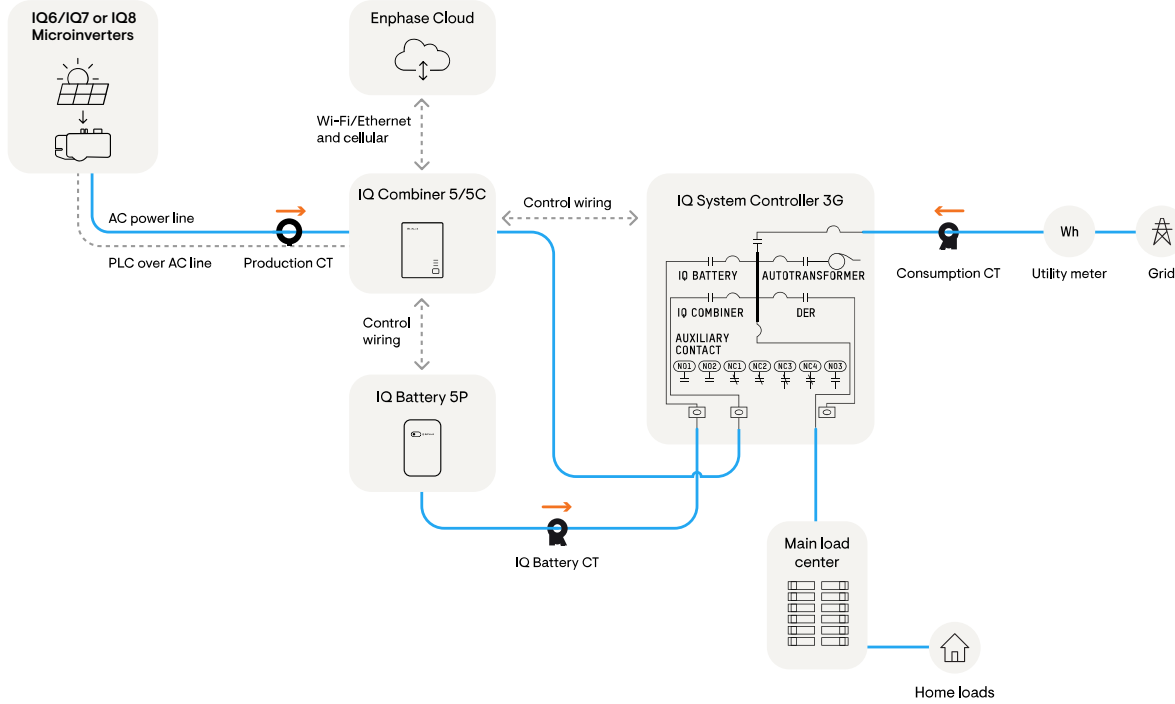 IQ6/IQ7 or IQ8
Microinverters
Enphase Cloud
Wi-Fi/Ethernet
and cellular
IQ Combiner 5/5C
Control wiring
IQ System Controller 3G
AC power line
PLC over AC line
Production CT
Consumption CT
Wh
Utility meter
Grid
IQ BATTERY
AUTOTRANSFORMER
IQ COMBINER
DER
AUXILIARY
CONTACT
NO1 NO2 NC1 NC2 NC3 NC4 NO3
Control
wiring
IQ Battery 5P
IQ Battery CT
Main load
center
Home loads